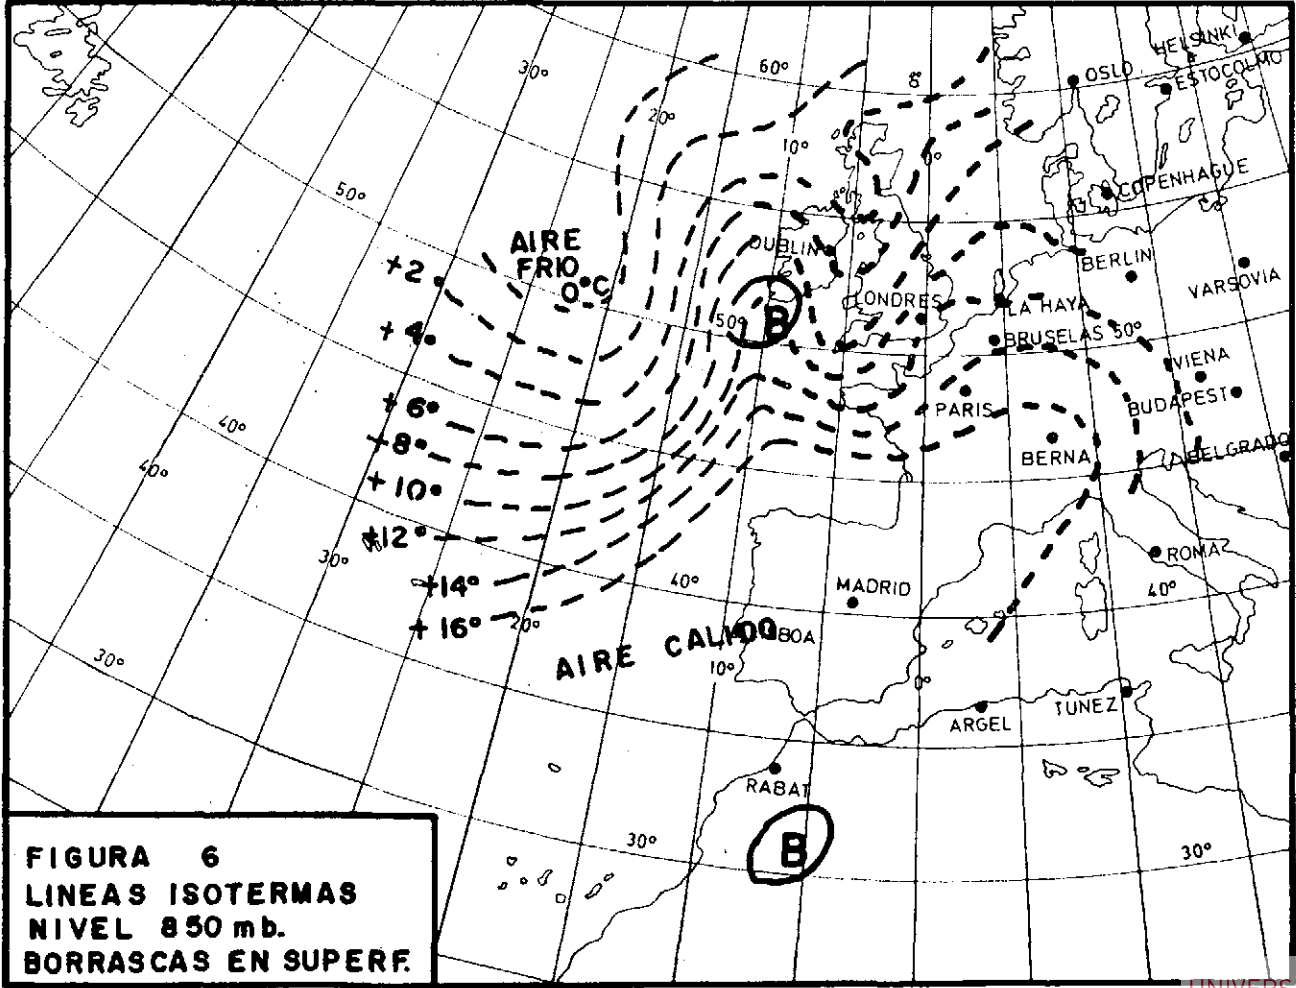 HELSINKI
30°
60°
8°
OSLO
ESTOCOLMO
20°
10°
0°
50°
COPENHAGUE
AIRE
FRIO
0°C
DUBLIN
+2
BERLIN
VARSOVIA
LONDRES
LA HAYA
50°
B
+4
BRUSELAS 50°
VIENA
+6
PARIS
BUDAPEST
40°
+8
BERNA
BELGRADO
40°
+10
+12°
30°
ROMA
+14°
40°
MADRID
40°
+16°
20°
AIRE CALIDO
BOA
30°
10°
0°
ARGEL
TUNEZ
RABAT
B
30°
30°
FIGURA 6
LINEAS ISOTERMAS
NIVEL 850 mb.
BORRASCAS EN SUPERF.